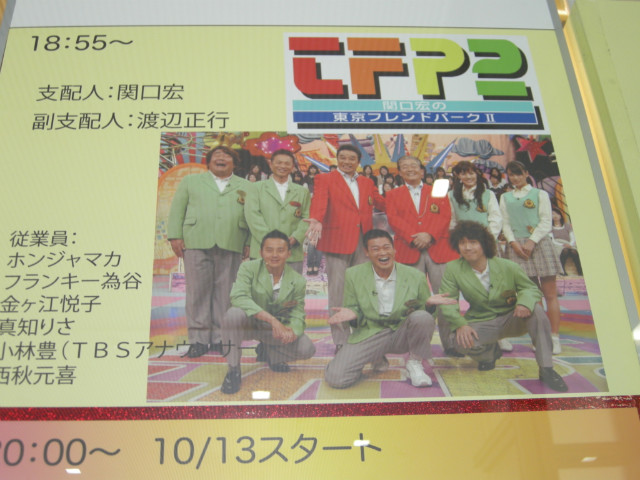 18:55~
TFP2
関口宏の
東京フレンドパークⅡ
支配人:関口宏
副支配人:渡辺正行
従業員:
ホンジャマカ
フランキー為谷
金ヶ江悦子
真知りさ
小林豊(TBSアナウンサー)
西秋元喜
20:00~ 10/13スタート